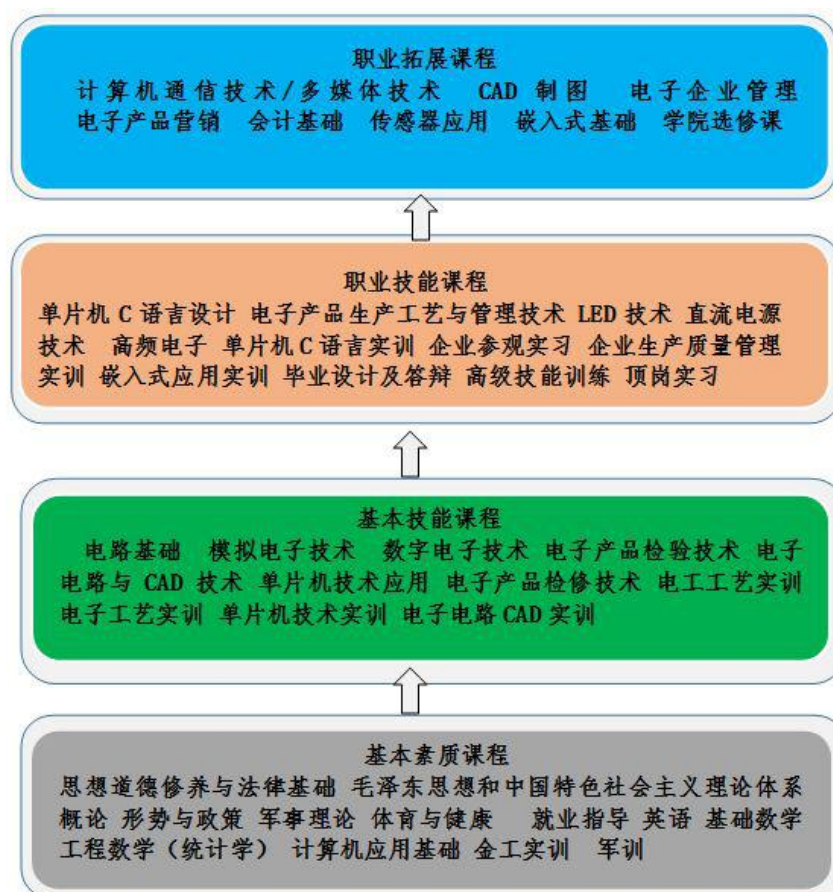 职业拓展课程
计算机通信技术/多媒体技术 CAD 制图 电子企业管理
电子产品营销 会计基础 传感器应用 嵌入式基础 学院选修课
职业技能课程
单片机 C 语言设计 电子产品生产工艺与管理技术 LED 技术 直流电源
技术 高频电子 单片机 C 语言实训 企业参观实习 企业生产质量管理
实训 嵌入式应用实训 毕业设计及答辩 高级技能训练 顶岗实习
基本技能课程
电路基础 模拟电子技术 数字电子技术 电子产品检验技术 电子
电路与 CAD 技术 单片机技术应用 电子产品检修技术 电工工艺实训
电子工艺实训 单片机技术实训 电子电路 CAD 实训
基本素质课程
思想道德修养与法律基础 毛泽东思想和中国特色社会主义理论体系
概论 形势与政策 军事理论 体育与健康 就业指导 英语 基础数学
工程数学（统计学） 计算机应用基础 金工实训 军训